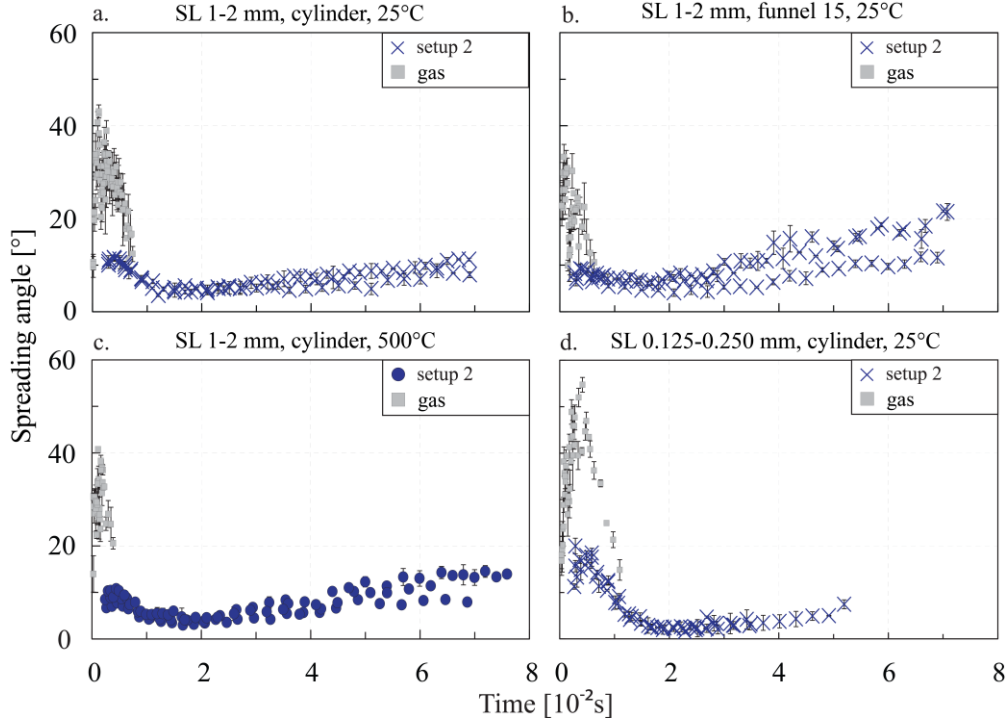 a. SL 1-2 mm, cylinder, 25°C
b. SL 1-2 mm, funnel 15, 25°C
60
40
20
0
setup 2
gas
setup 2
gas
c. SL 1-2 mm, cylinder, 500°C
d. SL 0.125-0.250 mm, cylinder, 25°C
60
40
20
0
setup 2
gas
setup 2
gas
Spreading angle [°]
0 2 4 6 8
0 2 4 6 8
Time [10⁻²s]